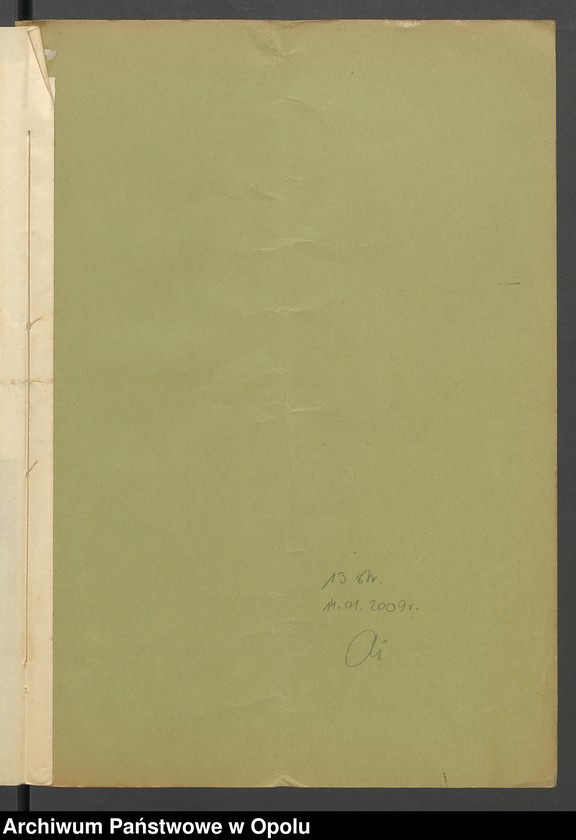 13 str.
14.01.2009r.
Archiwum Państwowe w Opolu